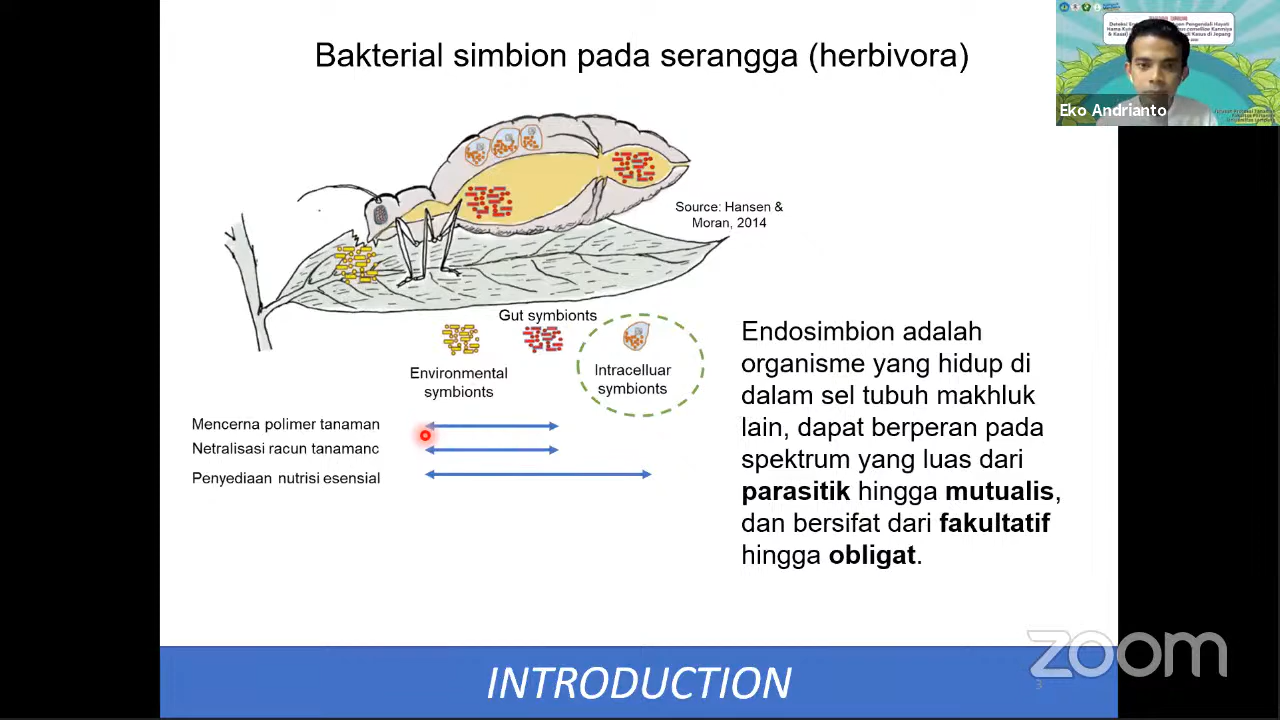 Bakterial simbion pada serangga (herbivora)
Eko Andrianto
Source: Hansen &
Moran, 2014
Gut symbionts
Environmental
symbionts
Intracelluar
symbionts
Mencerna polimer tanaman
Netralisasi racun tanamanc
Penyediaan nutrisi esensial
Endosimbion adalah
organisme yang hidup di
dalam sel tubuh makhluk
lain, dapat berperan pada
spektrum yang luas dari
parasitik hingga mutualis,
dan bersifat dari fakultatif
hingga obligat.
zoom
3
INTRODUCTION